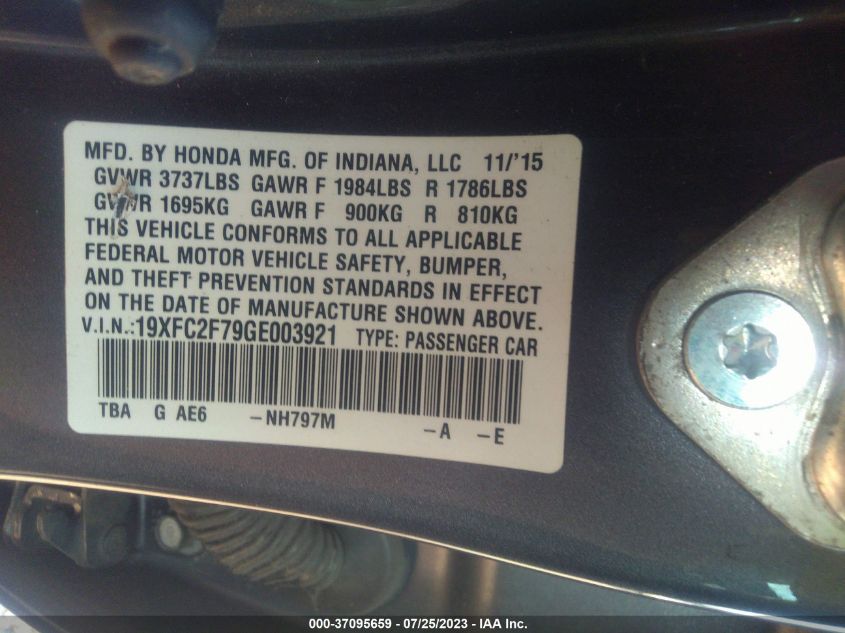 MFD. BY HONDA MFG. OF INDIANA, LLC 11/'15
GVWR 3737LBS GAWR F 1984LBS R 1786LBS
GVWR 1695KG GAWR F 900KG R 810KG
THIS VEHICLE CONFORMS TO ALL APPLICABLE
FEDERAL MOTOR VEHICLE SAFETY, BUMPER,
AND THEFT PREVENTION STANDARDS IN EFFECT
ON THE DATE OF MANUFACTURE SHOWN ABOVE.
V.I.N.:19XFC2F79GE003921 TYPE: PASSENGER CAR
TBA G AE6 -NH797M -A -E
000-37095659 - 07/25/2023 - IAA Inc.